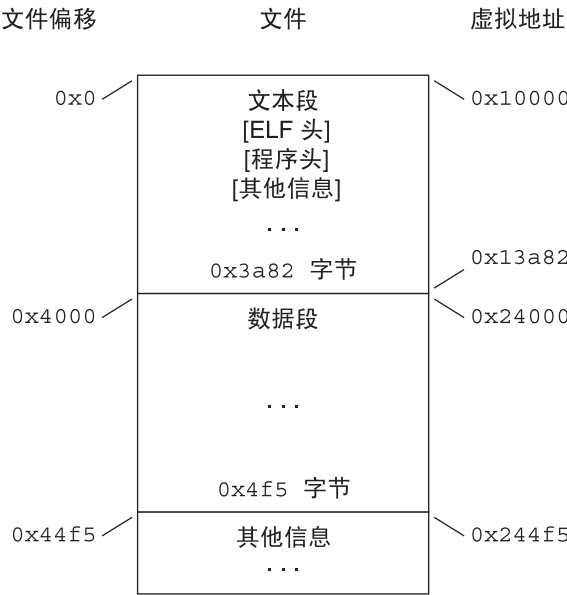 文件偏移 文件 虚拟地址
0x0 文本段 0x10000
[ELF 头]
[程序头]
[其他信息]
...
0x3a82 字节 0x13a82
0x4000 数据段 0x24000
...
0x4f5 字节
0x44f5 其他信息 0x244f5
...